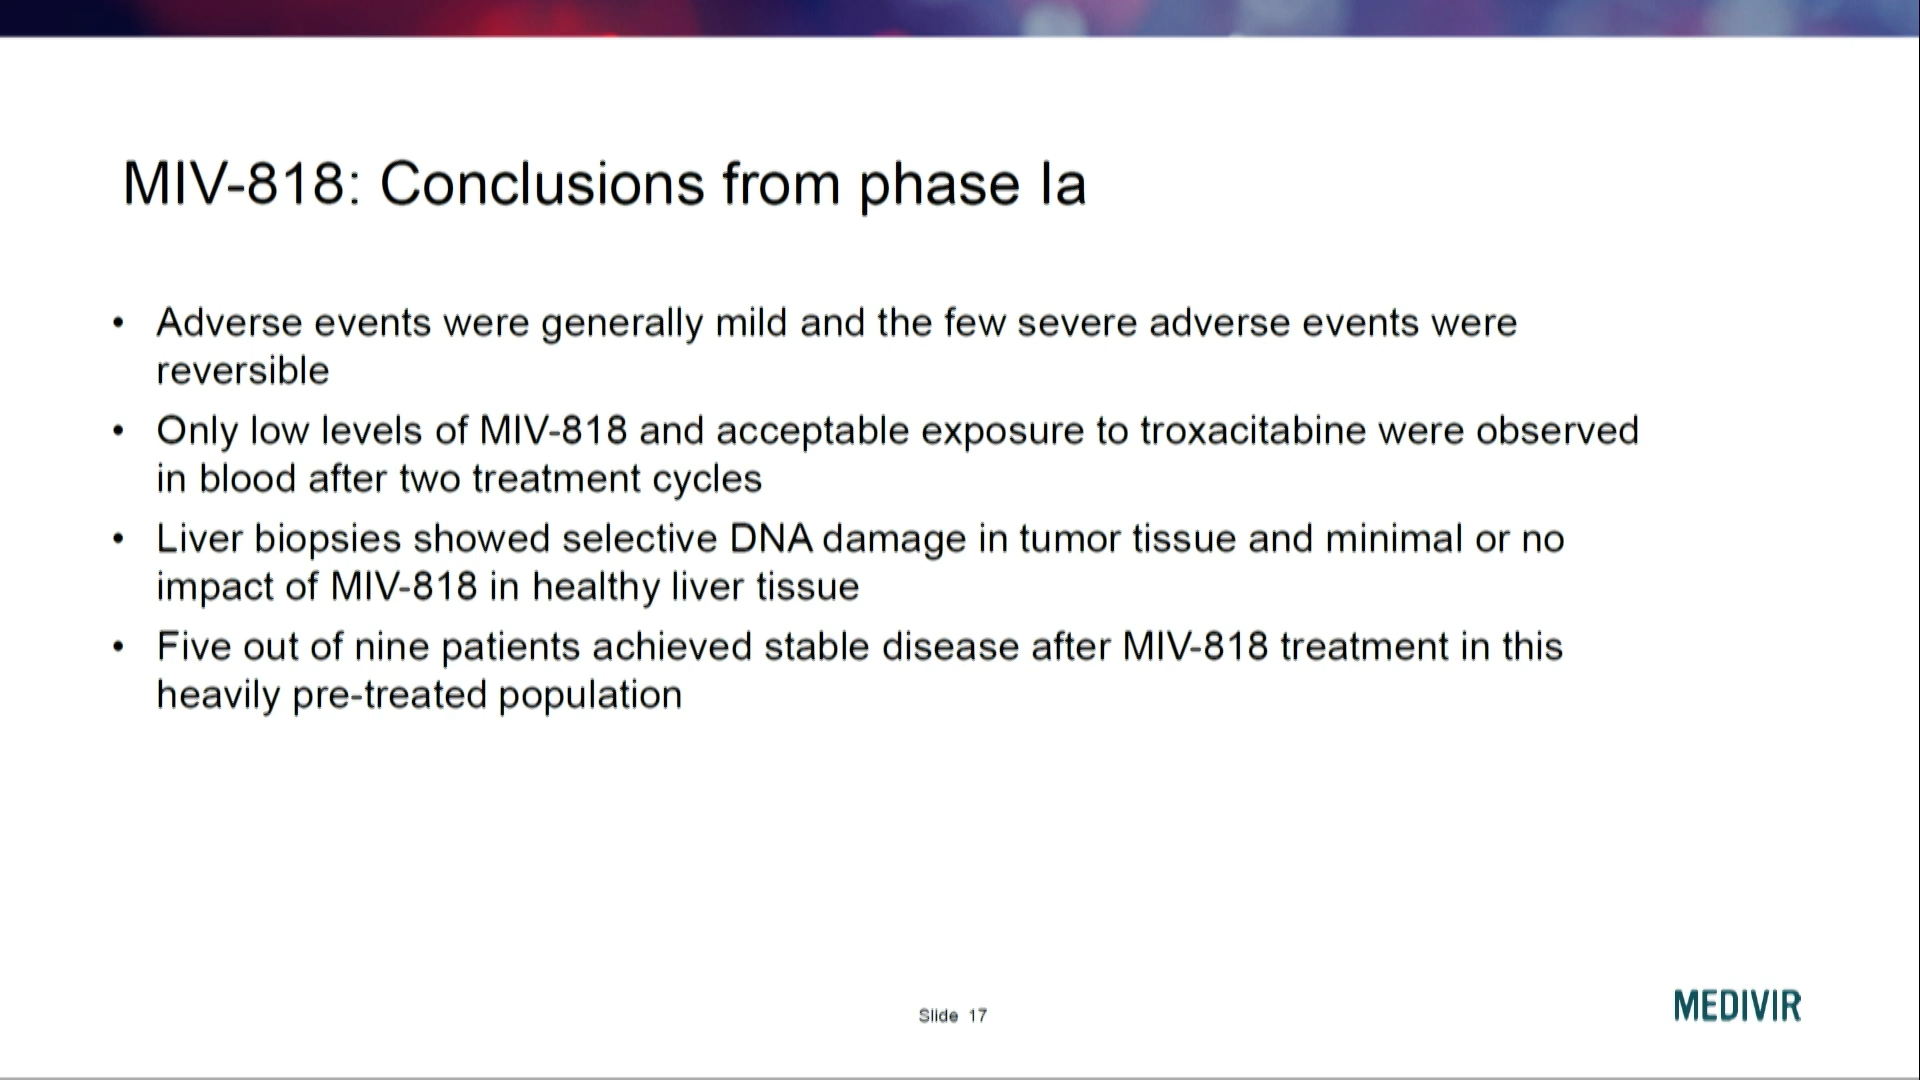 MIV-818: Conclusions from phase Ia
• Adverse events were generally mild and the few severe adverse events were
reversible
• Only low levels of MIV-818 and acceptable exposure to troxacitabine were observed
in blood after two treatment cycles
• Liver biopsies showed selective DNA damage in tumor tissue and minimal or no
impact of MIV-818 in healthy liver tissue
• Five out of nine patients achieved stable disease after MIV-818 treatment in this
heavily pre-treated population
Slide 17
MEDIVIR